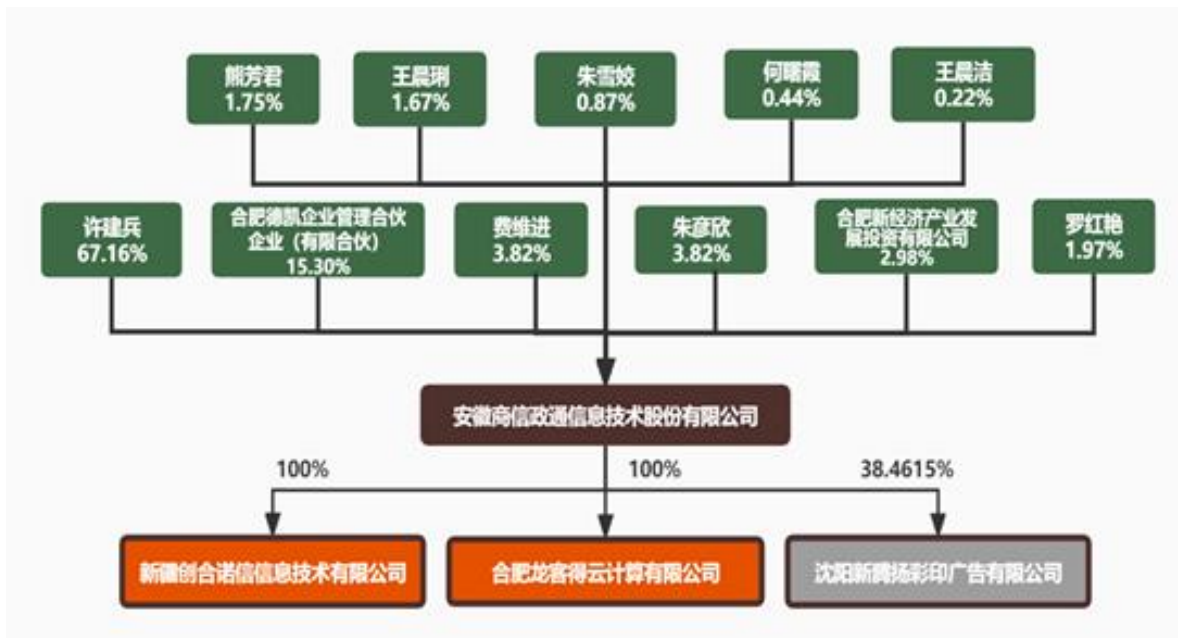 熊芳君
1.75%
王晨琍
1.67%
朱雪姣
0.87%
何曙霞
0.44%
王晨洁
0.22%
许建兵
67.16%
合肥德凯企业管理合伙
企业（有限合伙）
15.30%
费维进
3.82%
朱彦欣
3.82%
合肥新经济产业发
展投资有限公司
2.98%
罗红艳
1.97%
安徽商信政通信息技术股份有限公司
100%
100%
38.4615%
新疆创合诺信信息技术有限公司
合肥龙客得云计算有限公司
沈阳新腾扬彩印广告有限公司